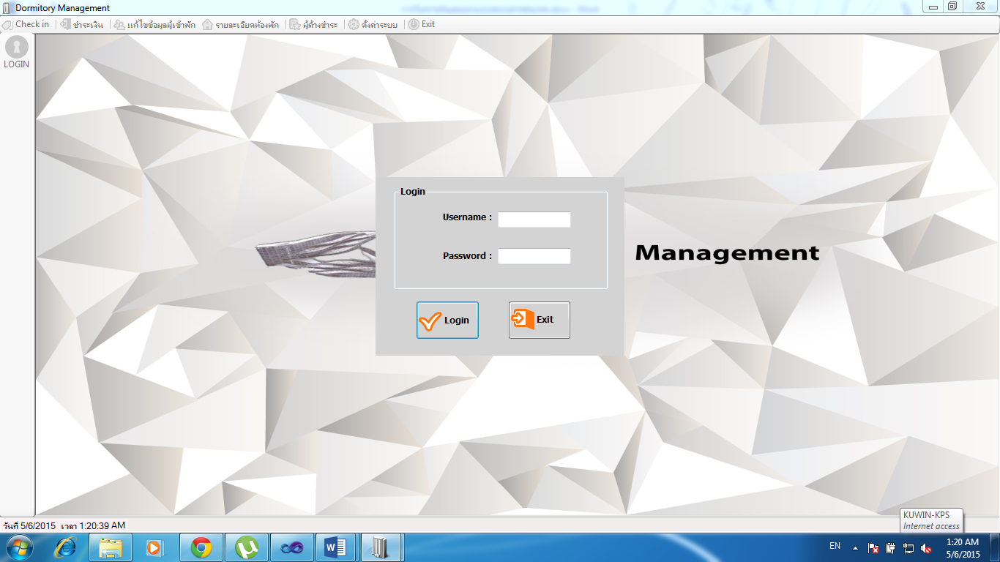 Dormitory Management
Check in ชำระเงิน แก้ไขข้อมูลผู้เข้าพัก รายละเอียดห้องพัก ผู้ค้างชำระ ตั้งค่าระบบ Exit
LOGIN
Login
Username :
Password :
Management
Login Exit
วันที่ 5/6/2015 เวลา 1:20:39 AM
KUWIN-KPS
Internet access
EN
1:20 AM
5/6/2015